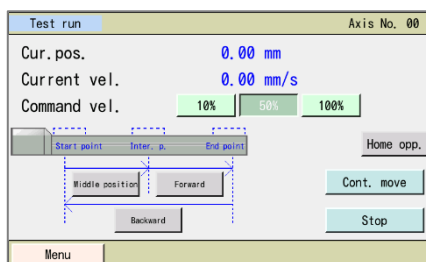 Test run Axis No. 00
Cur.pos. 0.00 mm
Current vel. 0.00 mm/s
Command vel. 10% 50% 100%
Start point Inter. p. End point
Home opp.
Middle position Forward
Cont. move
Backward
Stop
Menu